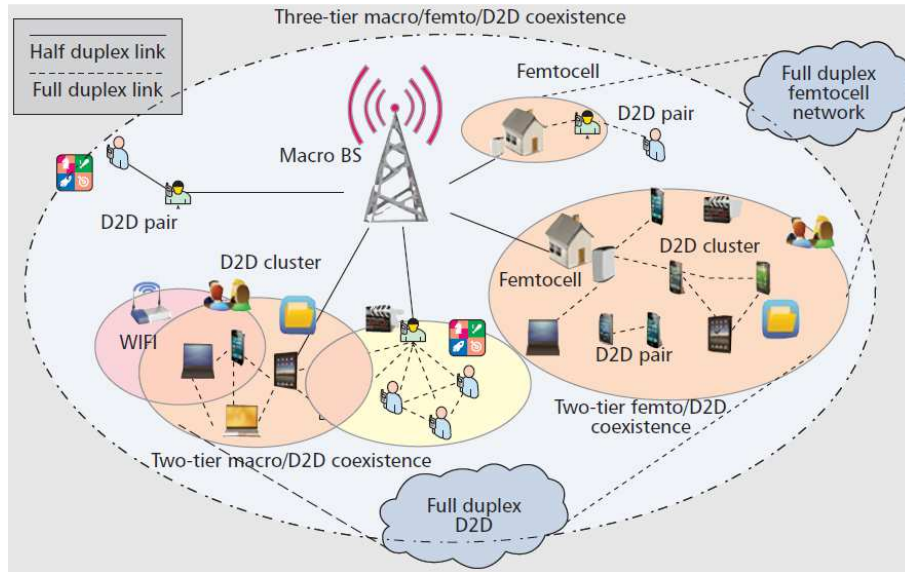 Three-tier macro/femto/D2D coexistence
Half duplex link
Full duplex link
Femtocell
Full duplex
femtocell
network
D2D pair
Macro BS
D2D pair
D2D cluster
D2D cluster
Femtocell
WIFI
D2D pair
Two-tier femto/D2D
coexistence
Two-tier macro/D2D coexistence
Full duplex
D2D